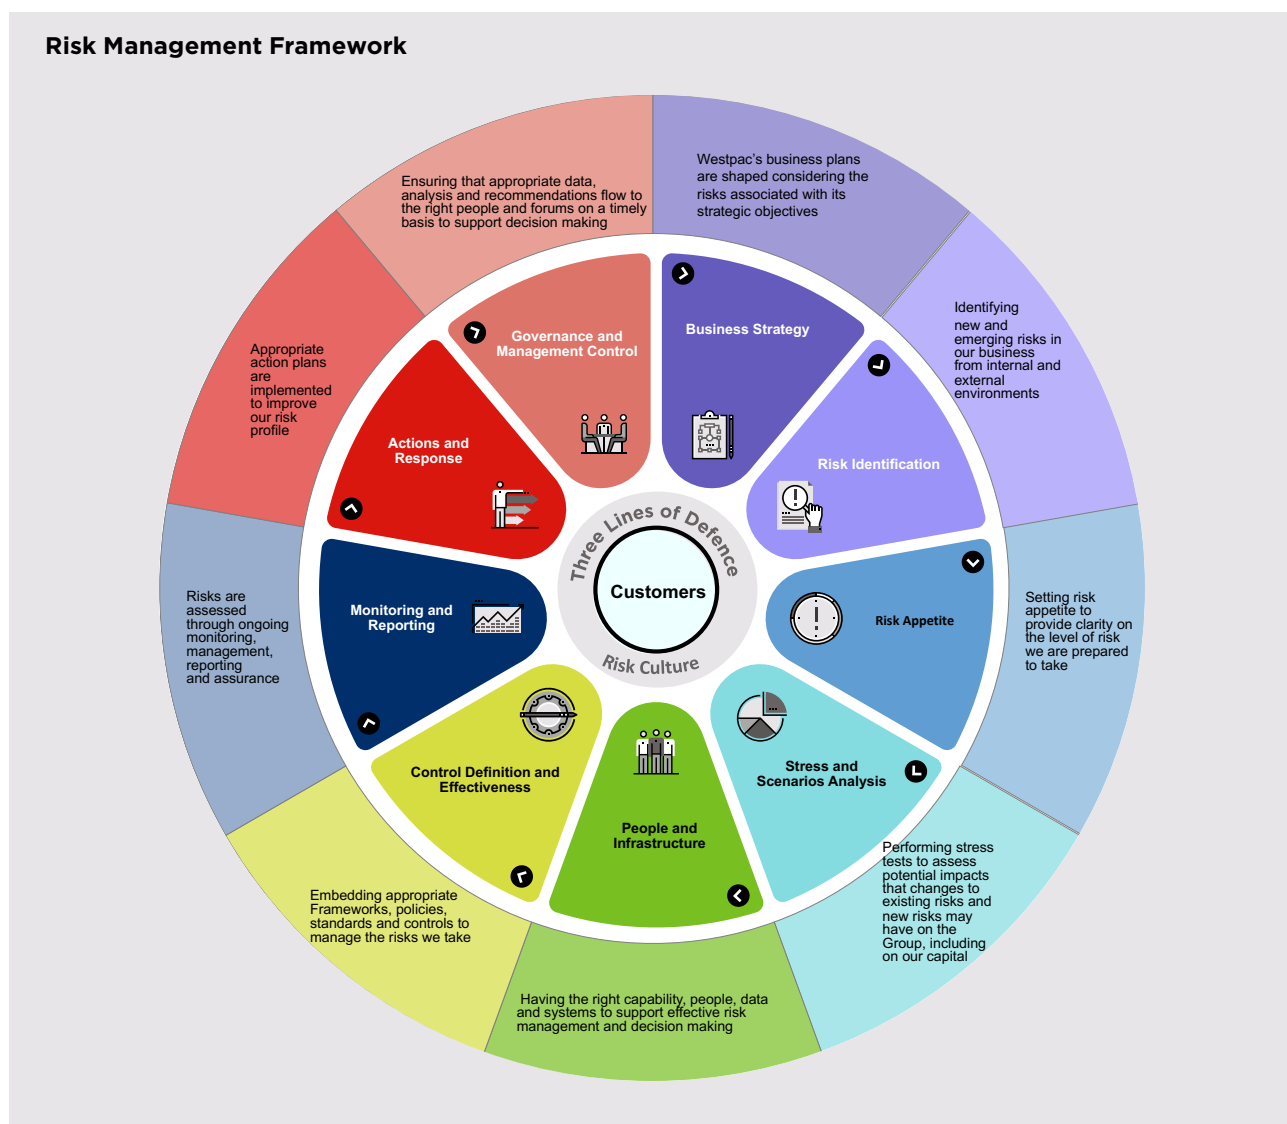 Risk Management Framework
Westpac's business plans
are shaped considering the
risks associated with its
strategic objectives
Business Strategy
Identifying
new and
emerging risks in
our business
from internal and
external
environments
Risk Identification
Setting risk
appetite to
provide clarity on
the level of risk
we are prepared
to take
Risk Appetite
Performing stress
tests to assess
potential impacts
that changes to
existing risks and
new risks may
have on the
Group, including
on our capital
Stress and
Scenarios Analysis
Having the right capability, people, data
and systems to support effective risk
management and decision making
People and
Infrastructure
Embedding appropriate
Frameworks, policies,
standards and controls to
manage the risks we take
Control Definition and
Effectiveness
Risks are
assessed
through ongoing
monitoring,
management,
reporting
and assurance
Monitoring and
Reporting
Appropriate
action plans
are
implemented
to improve
our risk
profile
Actions and
Response
Ensuring that appropriate data,
analysis and recommendations flow to
the right people and forums on a timely
basis to support decision making
Governance and
Management Control
Three Lines of Defence
Customers
Risk Culture